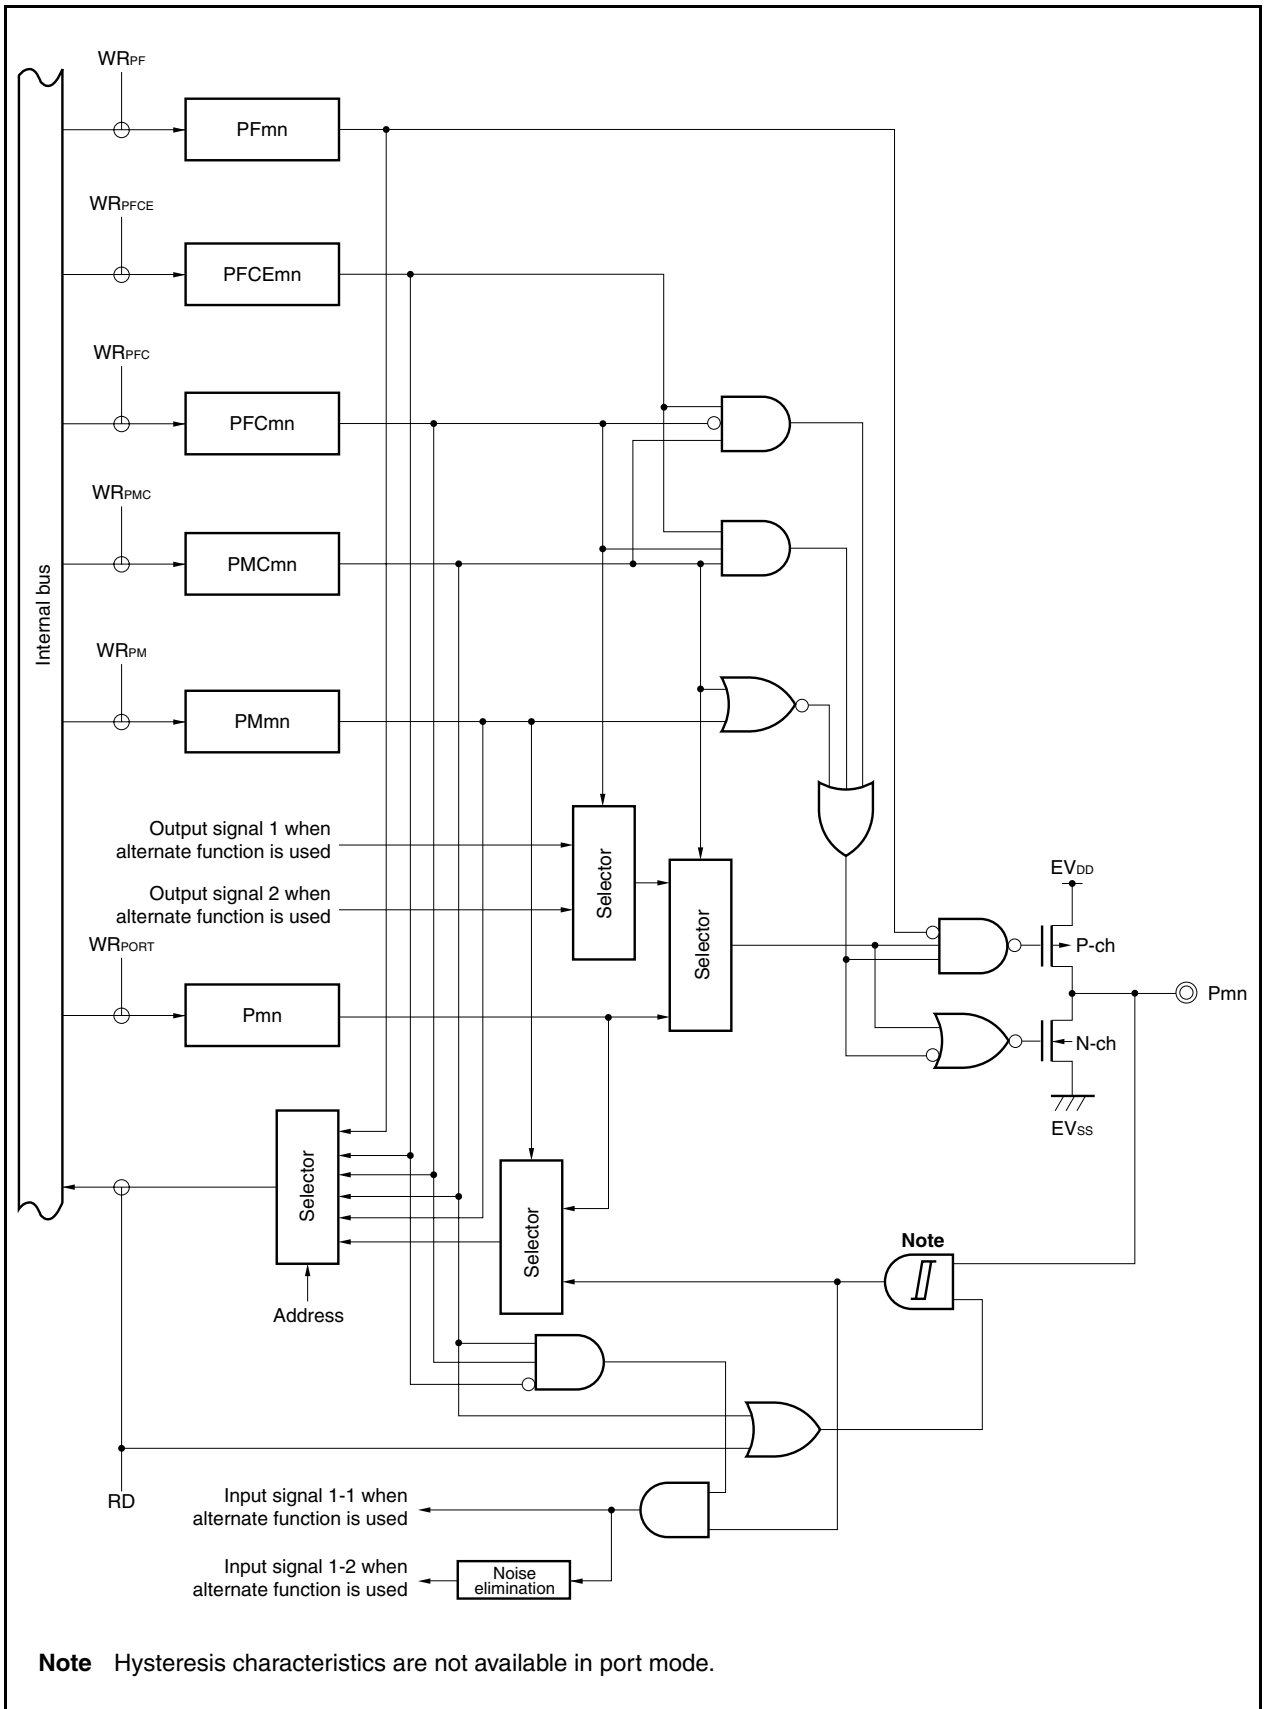 WRPF
PFmn
WRPFCE
PFCEmn
WRPFC
PFCmn
WRPMC
PMCmn
Internal bus
WRPM
PMmn
Output signal 1 when
alternate function is used
Output signal 2 when
alternate function is used
Selector
Selector
EVDD
P-ch
WRPORT
Pmn
Pmn
N-ch
EVSS
Selector
Selector
Note
Address
RD
Input signal 1-1 when
alternate function is used
Input signal 1-2 when
alternate function is used
Noise
elimination
Note Hysteresis characteristics are not available in port mode.